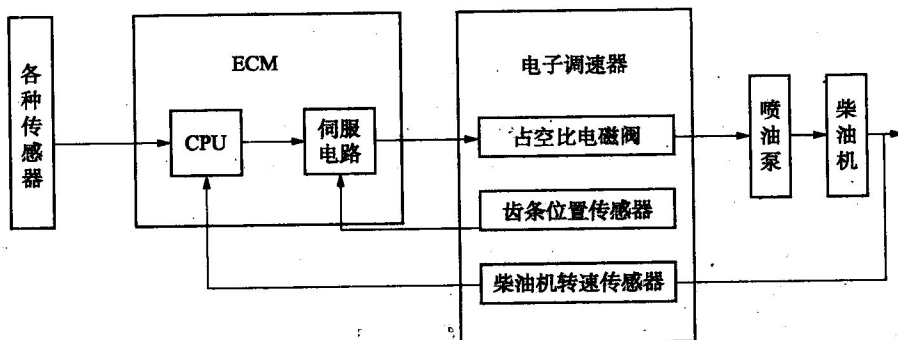 各种传感器
ECM
CPU
伺服
电路
电子调速器
占空比电磁阀
齿条位置传感器
柴油机转速传感器
喷油泵
柴油机